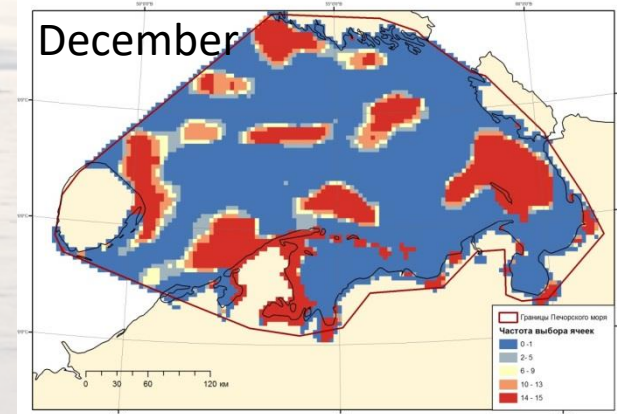 December
Границы Печорского моря
Частота выбора ячеек
0 -1
2- 5
6 - 9
10 - 13
14 - 15
0 30 60 120 км